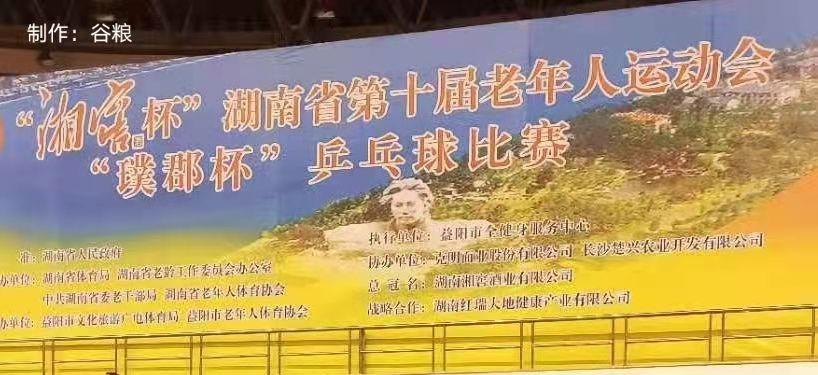 制作：谷粮
“湘窖杯”湖南省第十届老年人运动会
“璞郡杯”乒乓球比赛
准：湖南省人民政府
办单位：湖南省体育局 湖南省老龄工作委员会办公室
中共湖南省委老干部局 湖南省老年人体育协会
办单位：益阳市文化旅游广电体育局 益阳市老年人体育协会
执行单位：益阳市全健身服务中心
协办单位：克明面业股份有限公司 长沙楚兴农业开发有限公司
总冠名：湖南湘窖酒业有限公司
战略合作：湖南红瑞大地健康产业有限公司